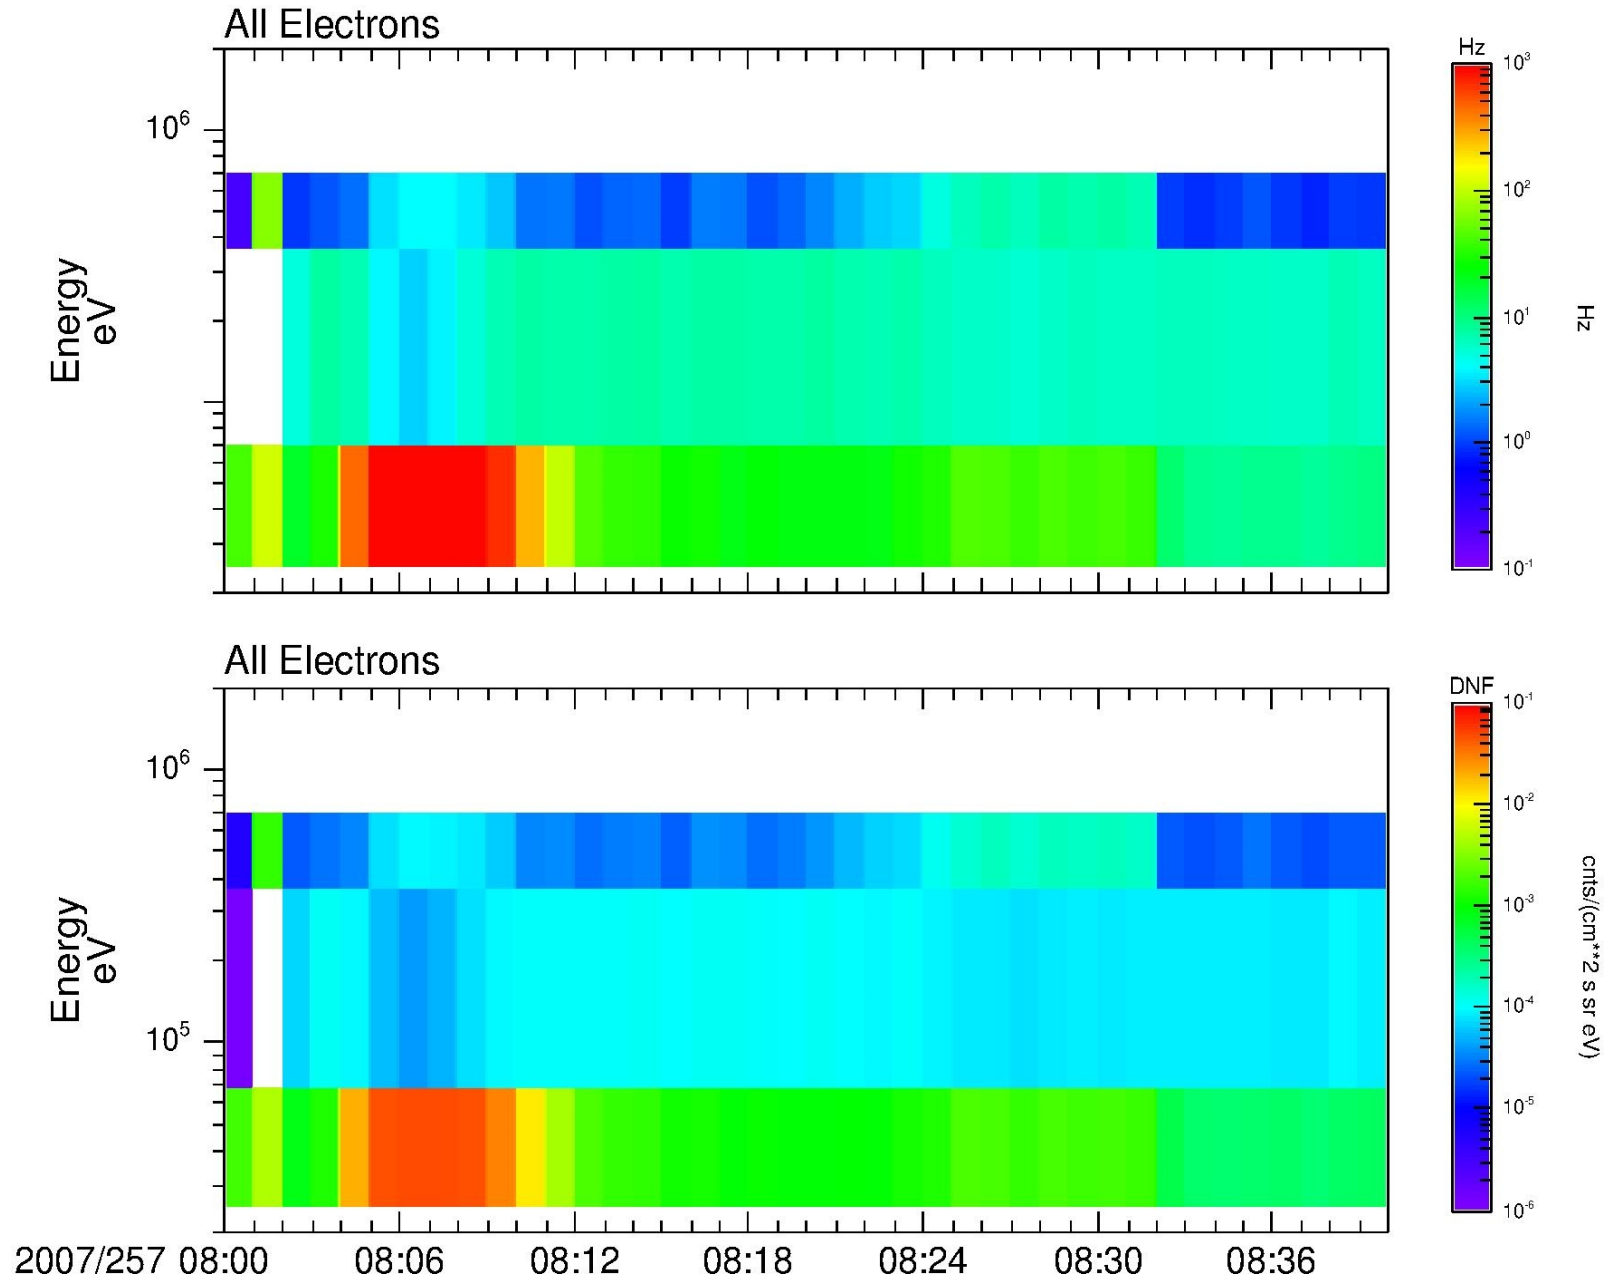 All Electrons
Hz
10³
10⁶
10²
Energy
eV
10¹
Hz
10⁰
10⁻¹
All Electrons
DNF
10⁻¹
10⁶
10⁻²
10⁻³
Energy
eV
cnts/(cm**2 s sr eV)
10⁻⁴
10⁵
10⁻⁵
10⁻⁶
2007/257 08:00 08:06 08:12 08:18 08:24 08:30 08:36